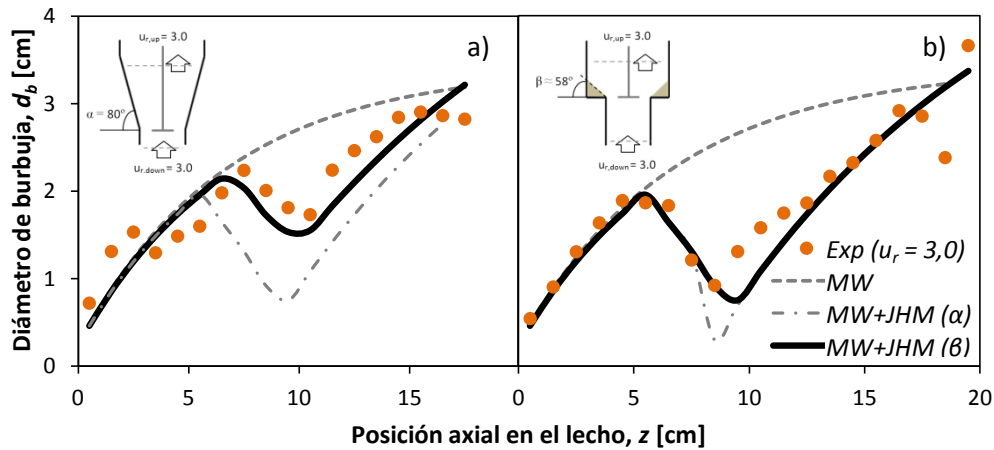 Diámetro de burbuja, d_b [cm]
4
3
2
1
0
a)
u_r,up = 3.0
α = 80º
u_r,down = 3.0
b)
u_r,up = 3.0
β ≈ 58º
u_r,down = 3.0
Exp (u_r = 3,0)
MW
MW+JHM (α)
MW+JHM (β)
0 5 10 15 0 5 10 15 20
Posición axial en el lecho, z [cm]